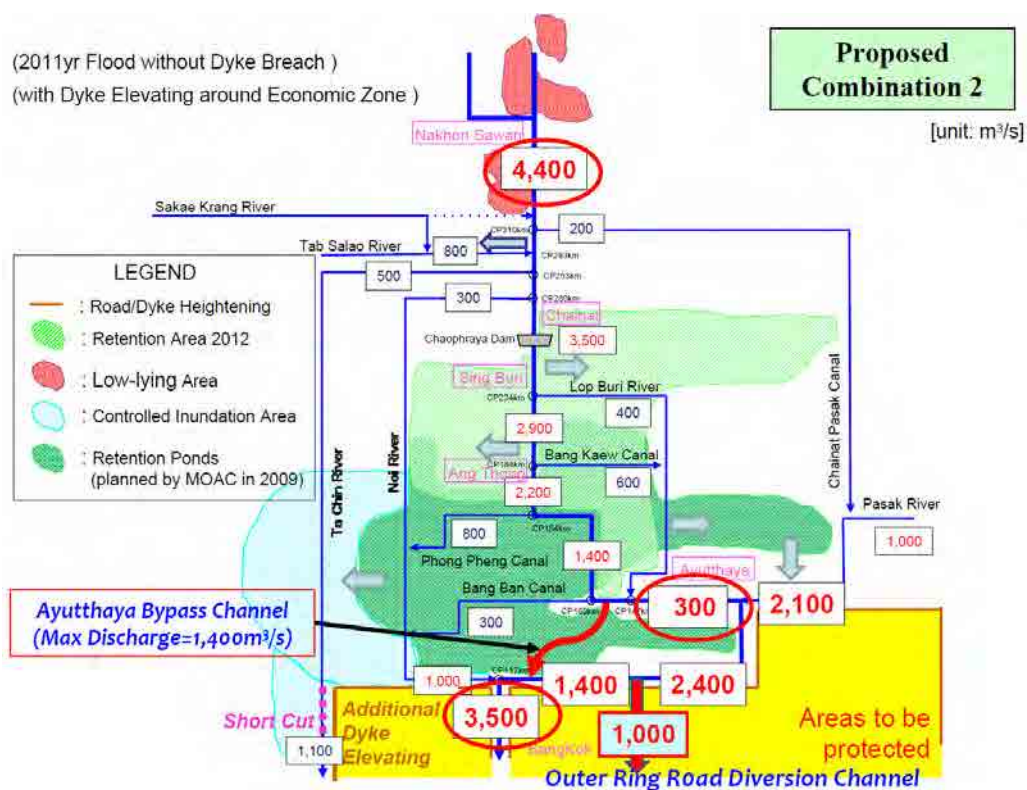 (2011yr Flood without Dyke Breach )
(with Dyke Elevating around Economic Zone )
Proposed
Combination 2
[unit: m³/s]
Nakhon Sawan
4,400
Sakae Krang River
200
Tab Salao River
800
500
300
LEGEND
: Road/Dyke Heightening
: Retention Area 2012
: Low-lying Area
: Controlled Inundation Area
: Retention Ponds
(planned by MOAC in 2009)
Chainat
3,500
Chaophraya Dam
Sing Buri
Lop Buri River
400
2,900
Bang Kaew Canal
600
Ang Thong
2,200
Ta Chin River
Noi River
Chainat Pasak Canal
Pasak River
1,000
800
Phong Pheng Canal
1,400
Bang Ban Canal
300
Ayutthaya
300
2,100
Ayutthaya Bypass Channel
(Max Discharge=1,400m³/s)
1,000
1,400
2,400
3,500
1,000
Short Cut
1,100
Additional
Dyke
Elevating
Bangkok
Areas to be
protected
Outer Ring Road Diversion Channel